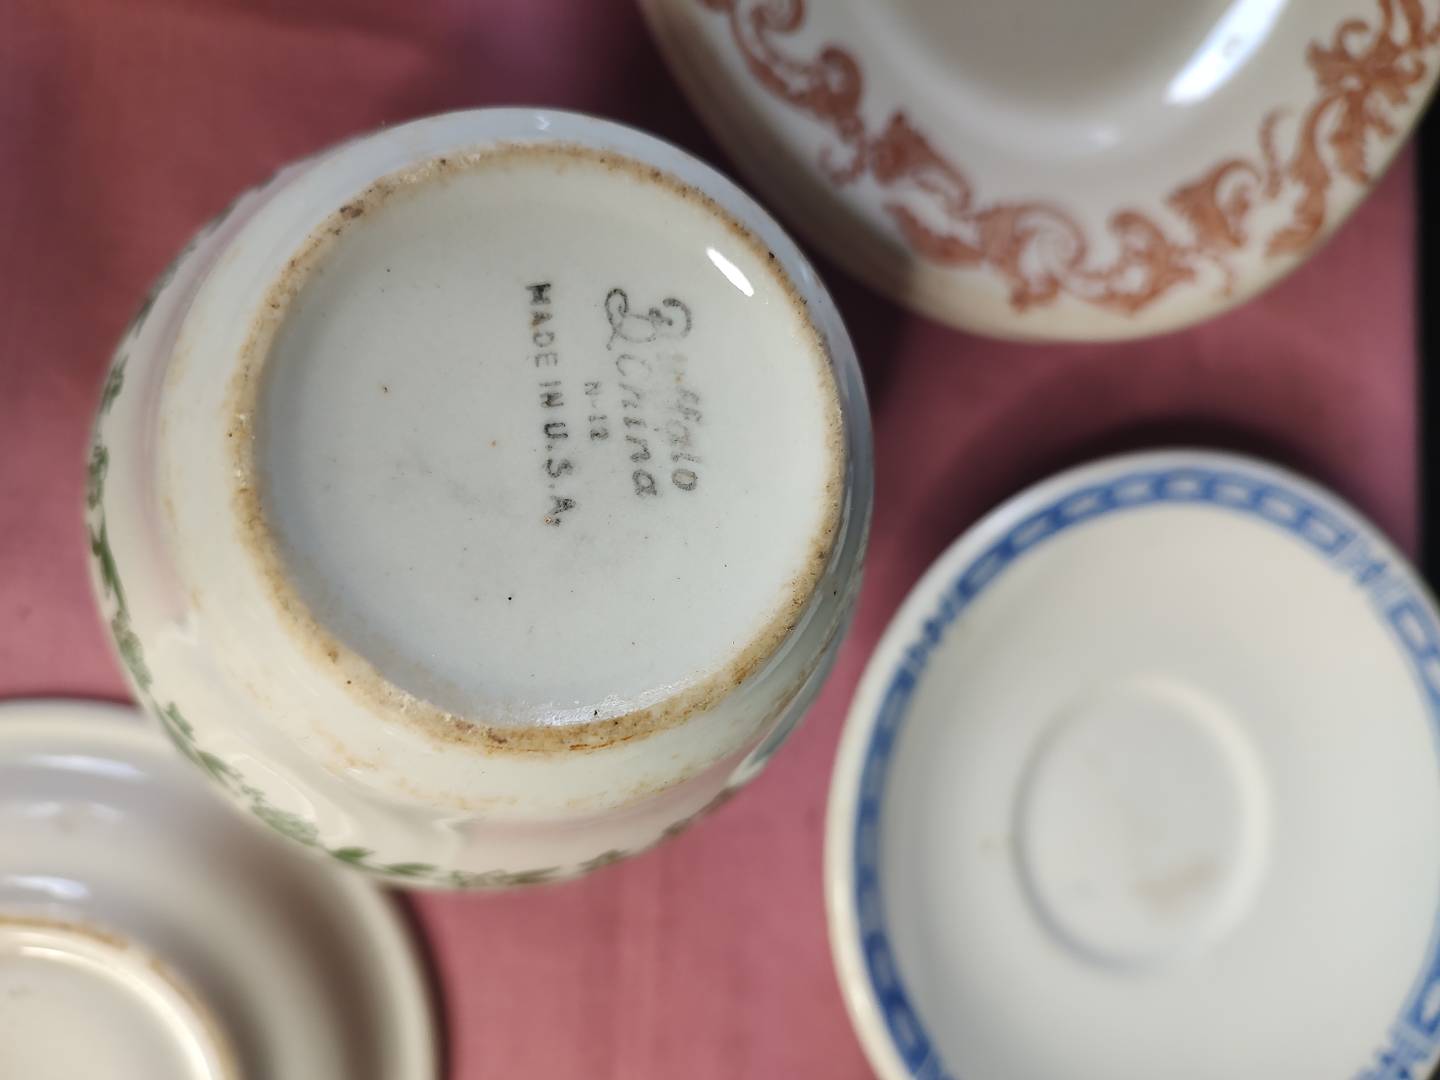 Buffalo
China
N-12
MADE IN U.S.A.